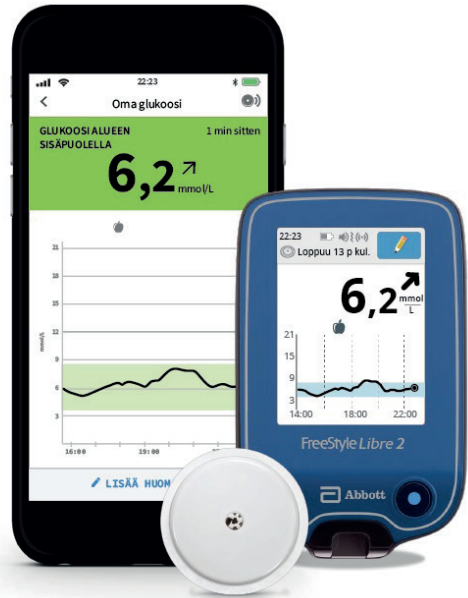 22:23
Oma glukoosi
GLUKOOSIALUEEN
SISÄPUOLELLA
1 min sitten
6,2
mmol/L
21
18
15
12
9
6
3
mmol/L
16:00
19:00
LISÄÄ HUOM
22:23
Loppuu 13 p kul.
6,2
mmol
L
21
15
9
3
14:00
18:00
22:00
FreeStyle Libre 2
Abbott